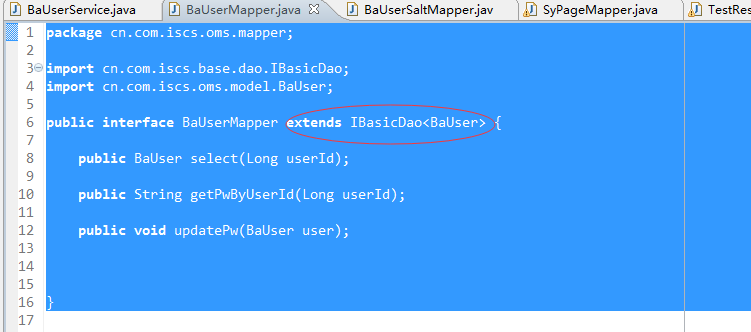 BaUserService.java BaUserMapper.java BaUserSaltMapper.jav SyPageMapper.java TestRes
1 package cn.com.iscs.oms.mapper;
2
3 import cn.com.iscs.base.dao.IBasicDao;
4 import cn.com.iscs.oms.model.BaUser;
5
6 public interface BaUserMapper extends IBasicDao<BaUser> {
7
8 public BaUser select(Long userId);
9
10 public String getPwByUserId(Long userId);
11
12 public void updatePw(BaUser user);
13
14
15
16 }
17